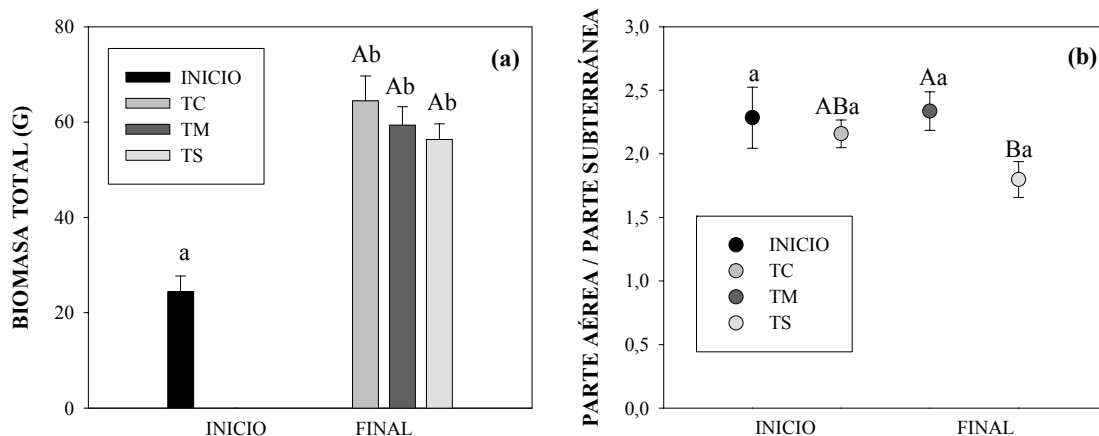 80
60
40
20
0
BIOMASA TOTAL (G)
INICIO
TC
TM
TS
(a)
a
Ab
Ab
Ab
INICIO
FINAL
3,0
2,5
2,0
1,5
1,0
0,5
0,0
PARTE AÉREA / PARTE SUBTERRÁNEA
(b)
a
ABa
Aa
Ba
INICIO
TC
TM
TS
INICIO
FINAL